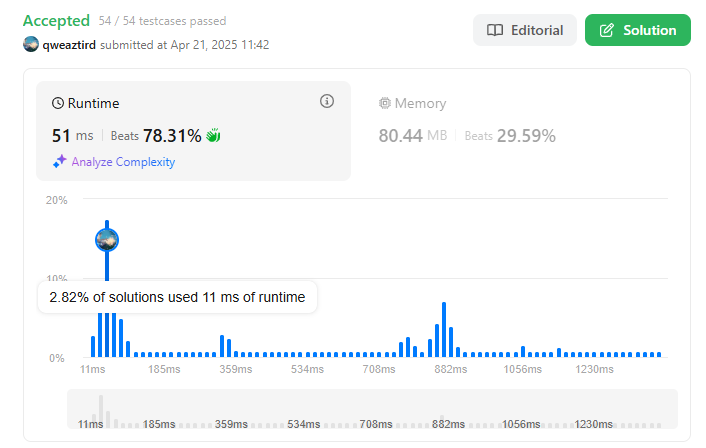 Accepted 54 / 54 testcases passed
qweaztird submitted at Apr 21, 2025 11:42
Editorial
Solution
Runtime
51 ms Beats 78.31%
Analyze Complexity
Memory
80.44 MB Beats 29.59%
20%
10%
2.82% of solutions used 11 ms of runtime
0%
11ms 185ms 359ms 534ms 708ms 882ms 1056ms 1230ms
11ms 185ms 359ms 534ms 708ms 882ms 1056ms 1230ms